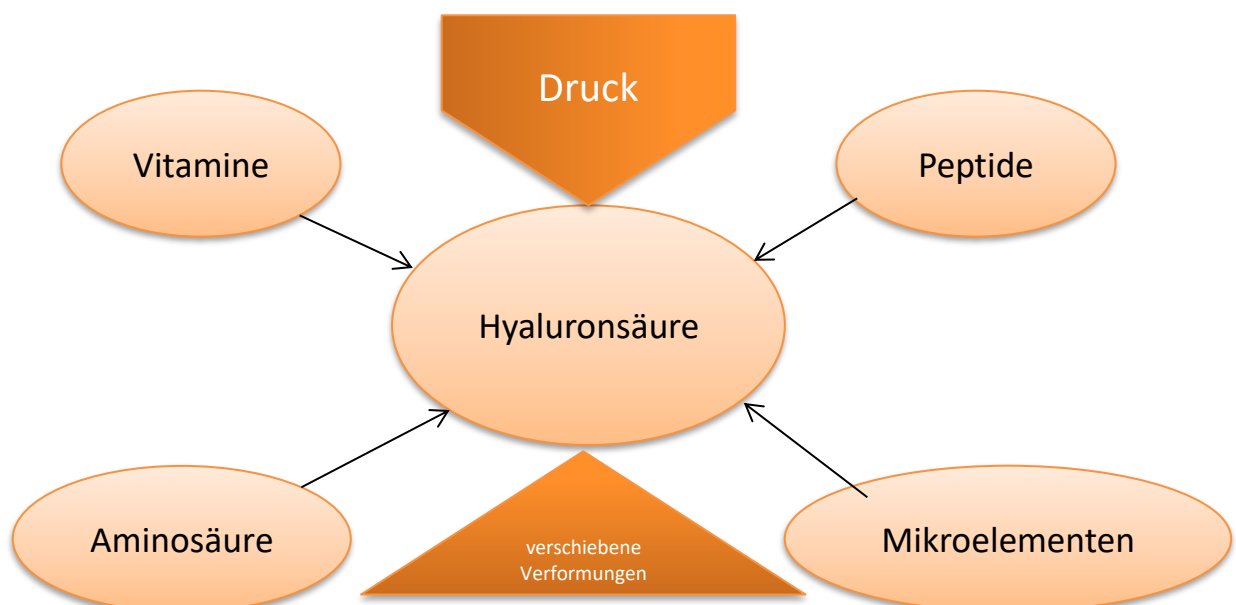 Druck
Vitamine
Peptide
Hyaluronsäure
Aminosäure
verschiebene
Verformungen
Mikroelementen